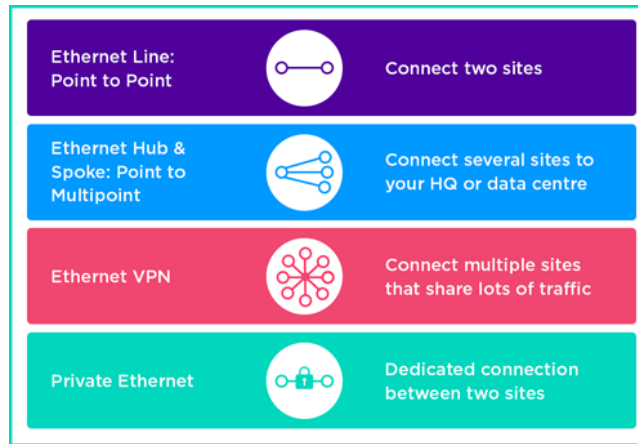 Ethernet Line:
Point to Point
Connect two sites
Ethernet Hub &
Spoke: Point to
Multipoint
Connect several sites to
your HQ or data centre
Ethernet VPN
Connect multiple sites
that share lots of traffic
Private Ethernet
Dedicated connection
between two sites